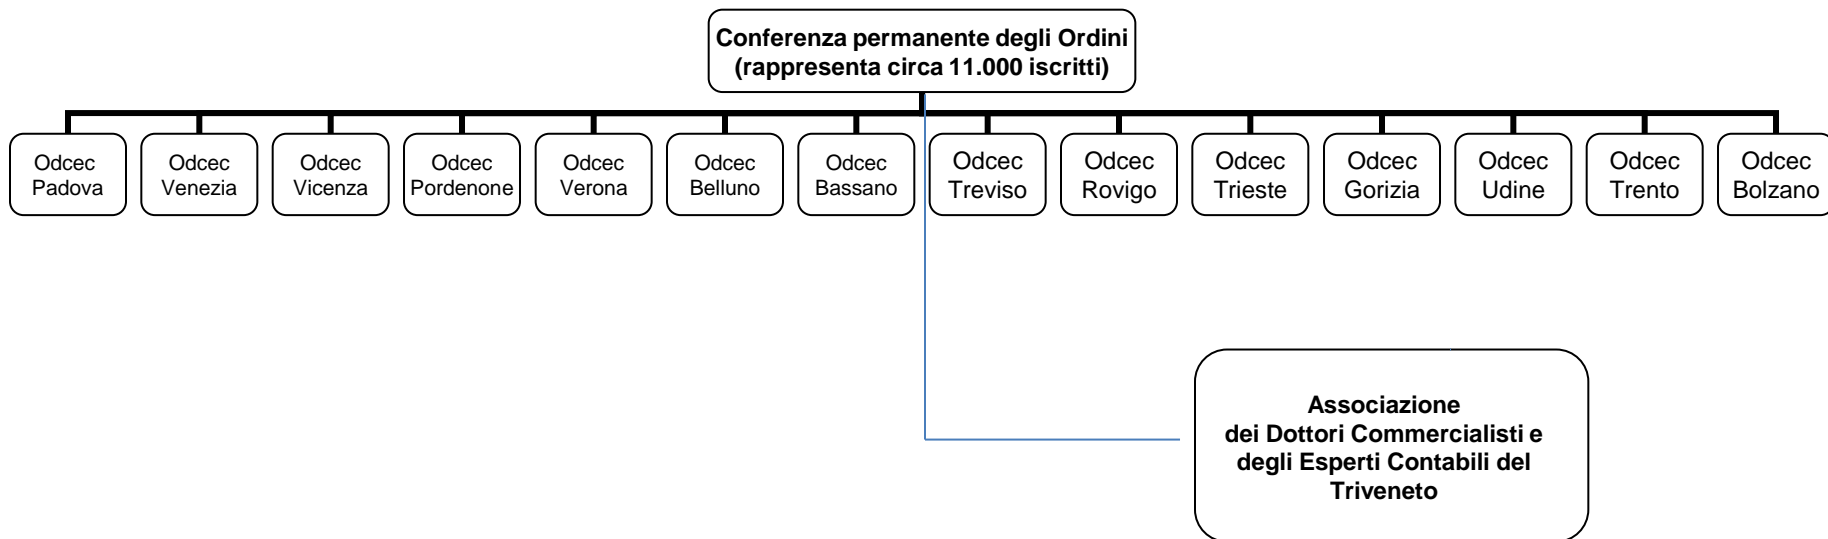 Conferenza permanente degli Ordini
(rappresenta circa 11.000 iscritti)
Odcec
Padova
Odcec
Venezia
Odcec
Vicenza
Odcec
Pordenone
Odcec
Verona
Odcec
Belluno
Odcec
Bassano
Odcec
Treviso
Odcec
Rovigo
Odcec
Trieste
Odcec
Gorizia
Odcec
Udine
Odcec
Trento
Odcec
Bolzano
Associazione
dei Dottori Commercialisti e
degli Esperti Contabili del
Triveneto